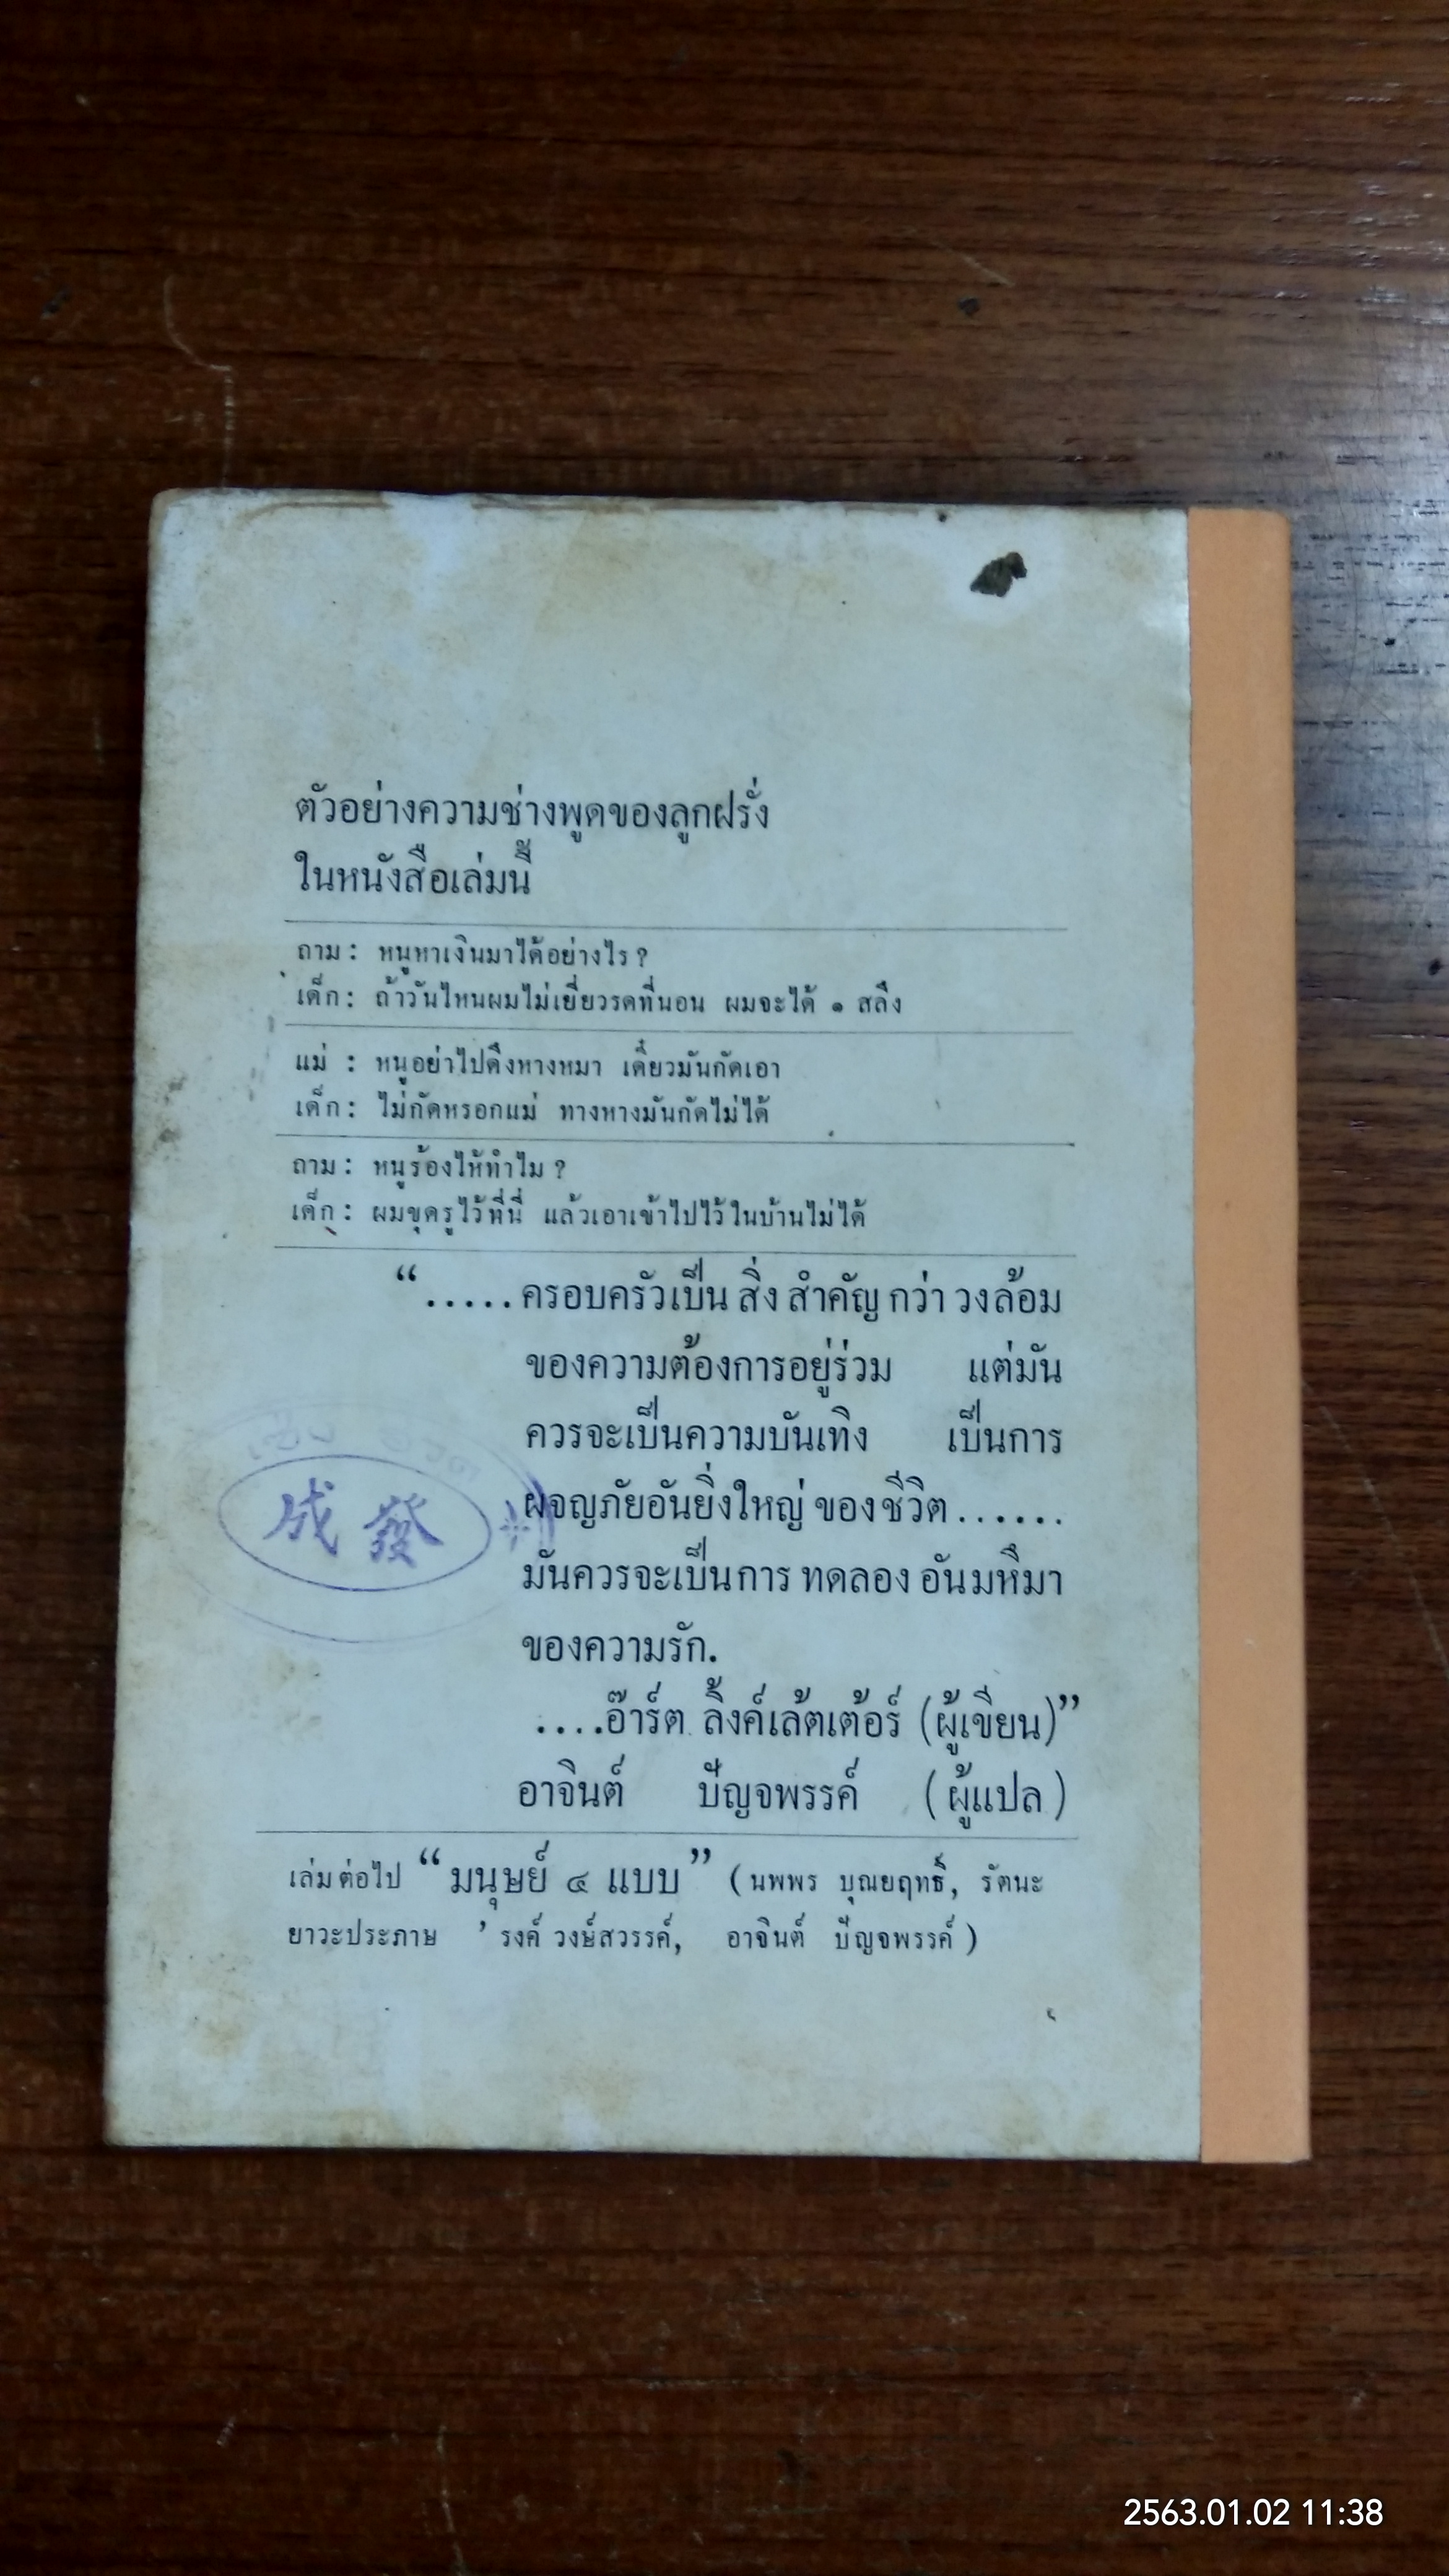 ตัวอย่างความช่างพูดของลูกฝรั่ง
ในหนังสือเล่มนี้
ถาม : หนูหาเงินมาได้อย่างไร ?
เด็ก : ถ้าวันไหนผมไม่เยี่ยวรดที่นอน ผมจะได้ ๑ สลึง
แม่ : หนูอย่าไปดึงหางหมา เดี๋ยวมันกัดเอา
เด็ก : ไม่กัดหรอกแม่ ทางหางมันกัดไม่ได้
ถาม : หนูร้องไห้ทำไม ?
เด็ก : ผมขุดรูไว้ที่นี่ แล้วเอาเข้าไปไว้ในบ้านไม่ได้
“.....ครอบครัวเป็น สิ่ง สำคัญ กว่า วงล้อม
ของความต้องการอยู่ร่วม แต่มัน
ควรจะเป็นความบันเทิง เป็นการ
ผจญภัยอันยิ่งใหญ่ ของ ชีวิต......
มันควรจะเป็นการ ทดลอง อันมหึมา
ของความรัก.
....อ๊าร์ต ลิ้งค์เล้ตเต้อร์ (ผู้เขียน)”
อาจินต์ ปัญจพรรค์ (ผู้แปล)
เล่มต่อไป “มนุษย์ ๔ แบบ” (นพพร บุณยฤทธิ์, รัตนะ
ยาวะประภาษ ’รงค์ วงษ์สวรรค์, อาจินต์ ปัญจพรรค์)
成發
2563.01.02 11:38